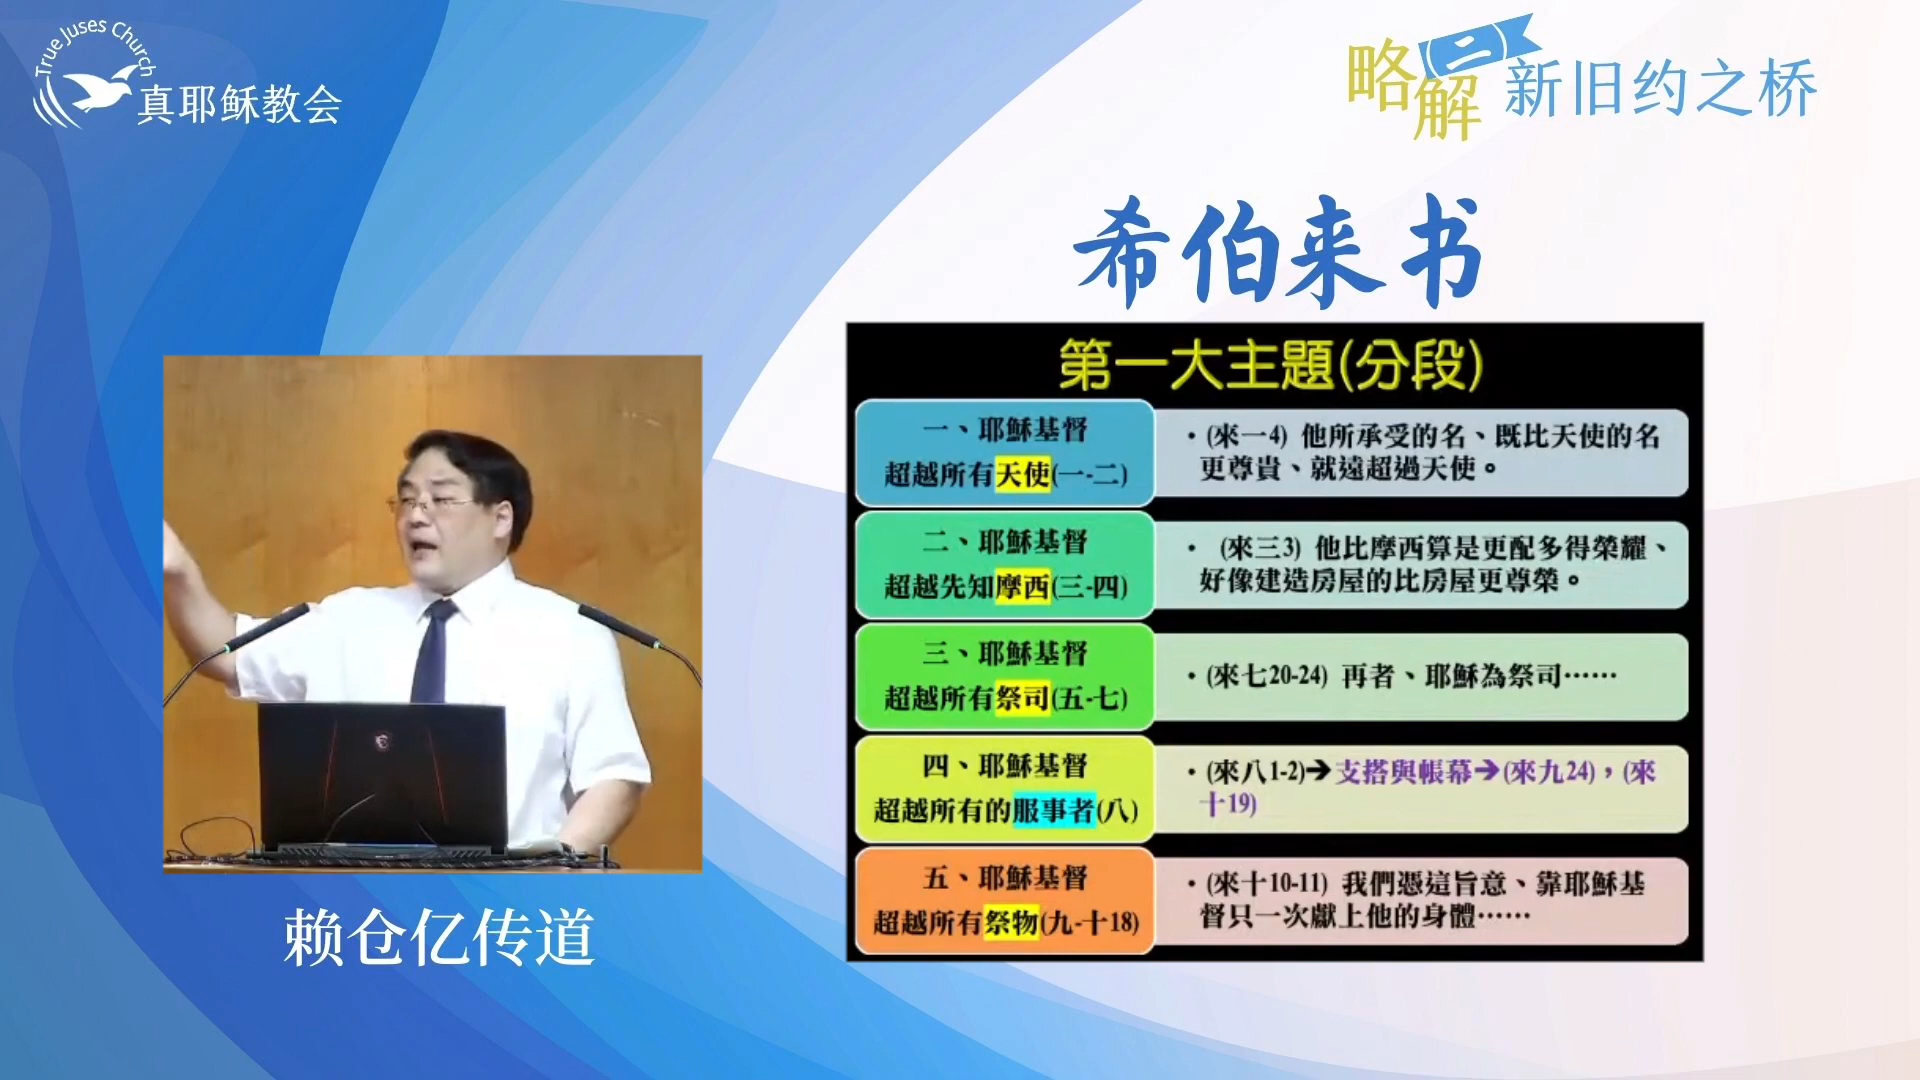 True Juses Church
真耶稣教会
略解
二
新旧约之桥
希伯来书
第一大主題(分段)
一、耶穌基督
超越所有天使(一-二)
•(來一4) 他所承受的名、既比天使的名
更尊貴、就遠超過天使。
二、耶穌基督
超越先知摩西(三-四)
• (來三3) 他比摩西算是更配多得榮耀、
好像建造房屋的比房屋更尊榮。
三、耶穌基督
超越所有祭司(五-七)
•(來七20-24) 再者、耶穌為祭司……
四、耶穌基督
超越所有的服事者(八)
•(來八1-2)➔支搭與帳幕➔(來九24)，(來
十19)
五、耶穌基督
超越所有祭物(九-十18)
•(來十10-11) 我們憑這旨意、靠耶穌基
督只一次獻上他的身體……
赖仓亿传道